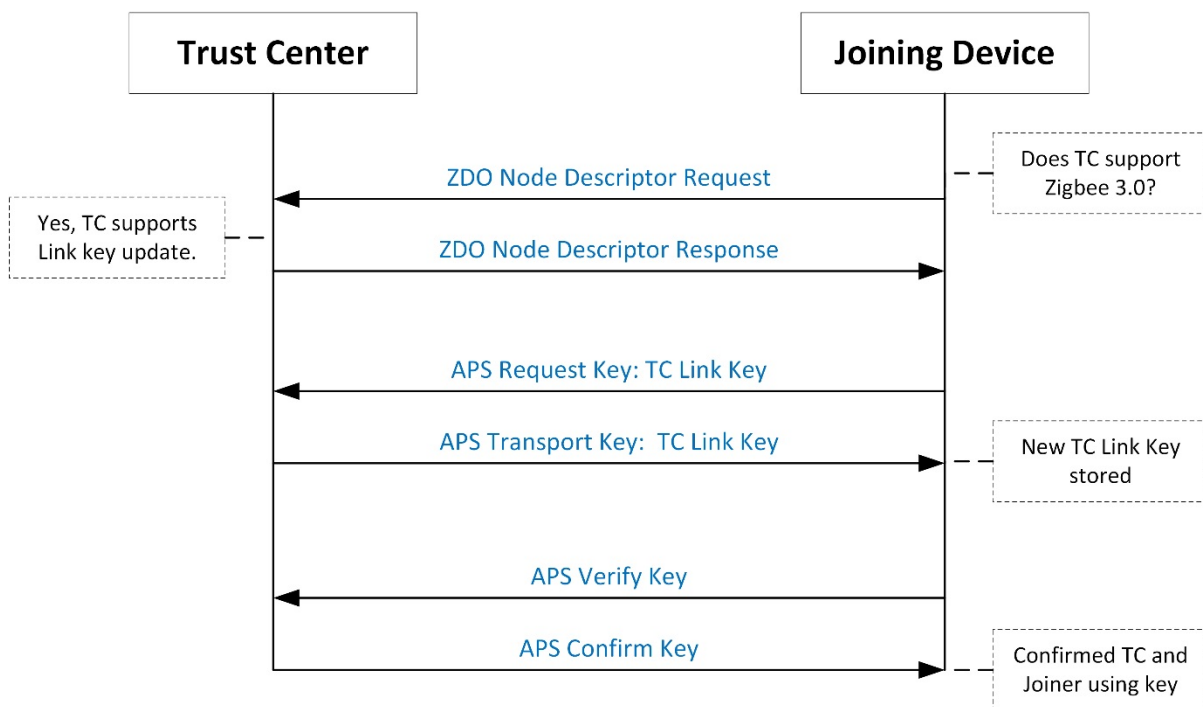 Trust Center
Joining Device
Does TC support
Zigbee 3.0?
ZDO Node Descriptor Request
Yes, TC supports
Link key update.
ZDO Node Descriptor Response
APS Request Key: TC Link Key
APS Transport Key:  TC Link Key
New TC Link Key
stored
APS Verify Key
APS Confirm Key
Confirmed TC and
Joiner using key